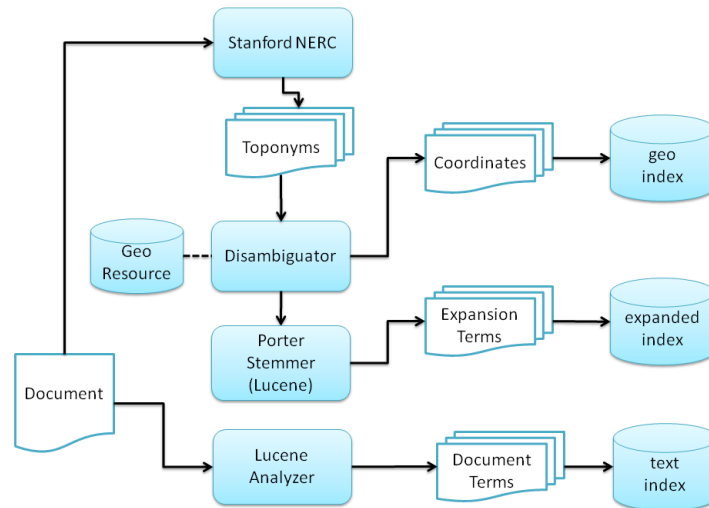 Stanford NERC
Toponyms
Coordinates
geo
index
Geo
Resource
Disambiguator
Porter
Stemmer
(Lucene)
Expansion
Terms
expanded
index
Document
Lucene
Analyzer
Document
Terms
text
index